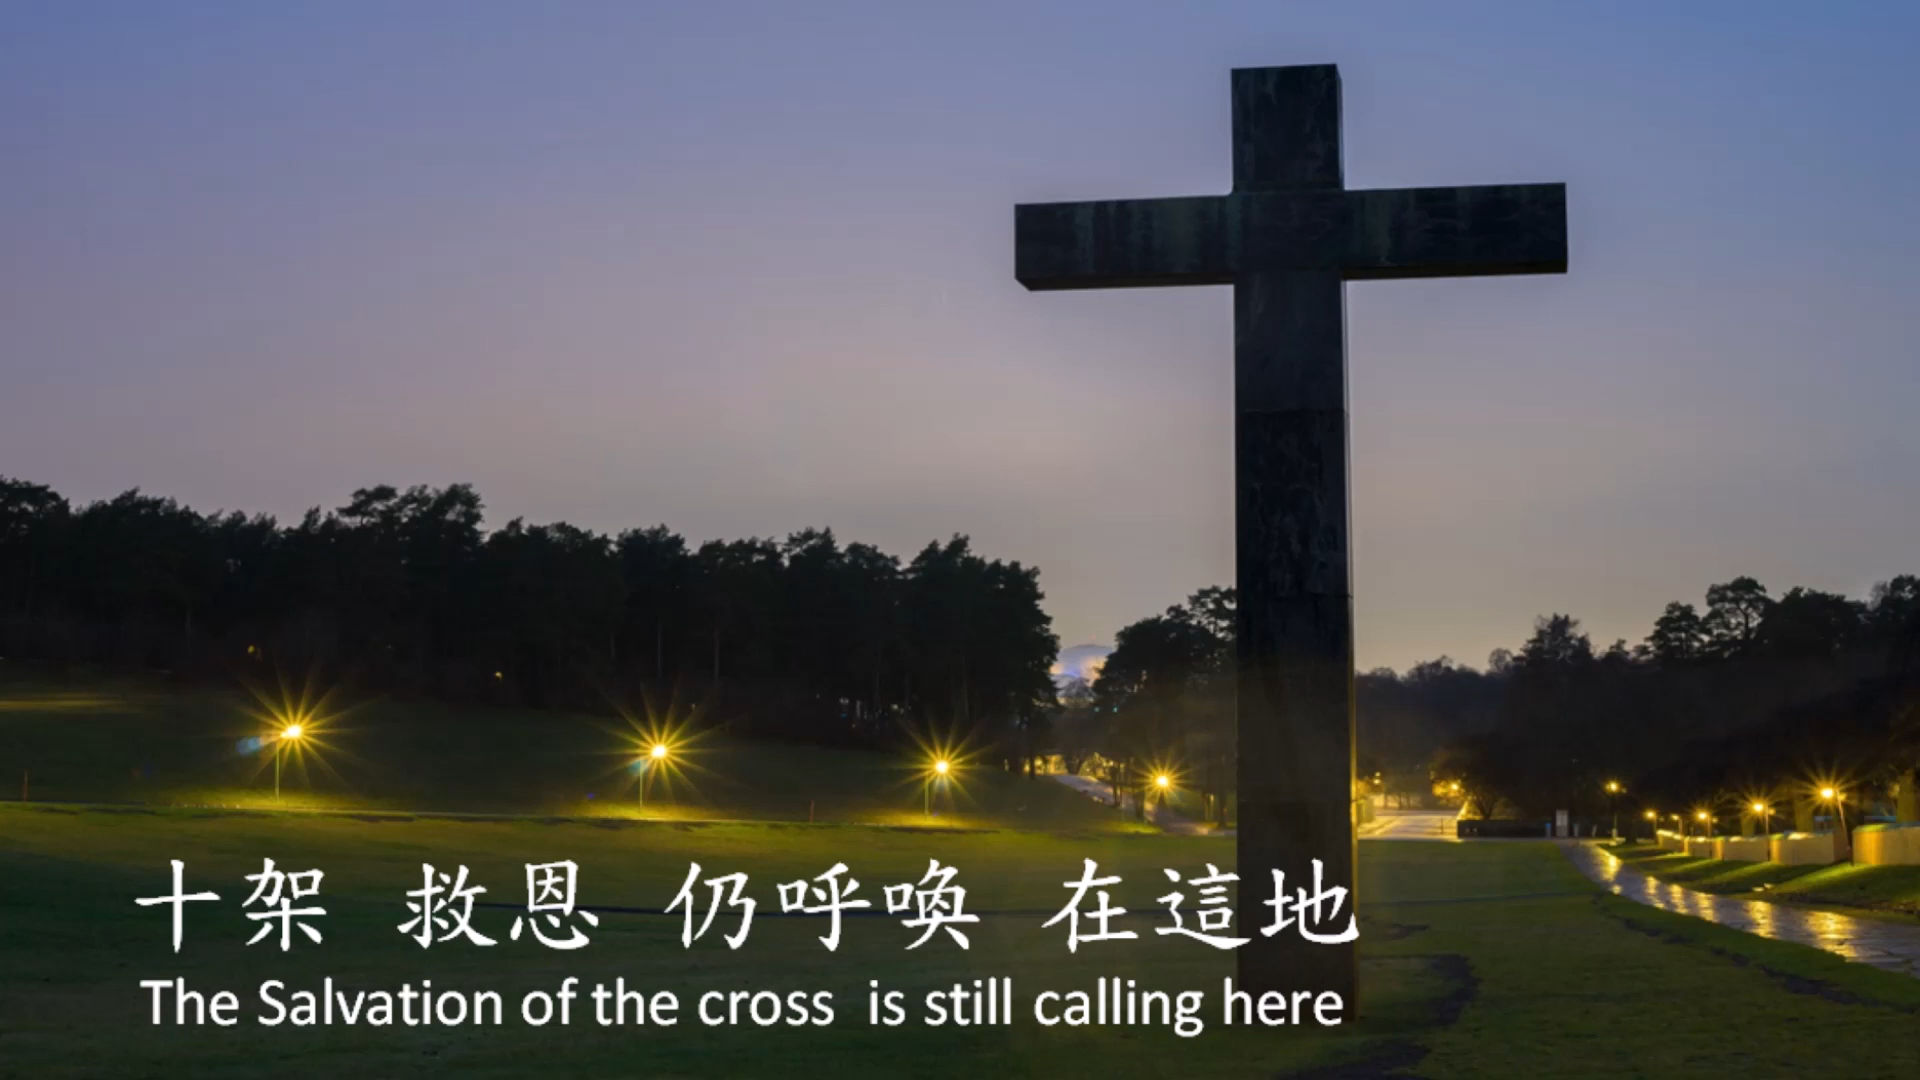 十架 救恩 仍呼喚 在這地
The Salvation of the cross is still calling here